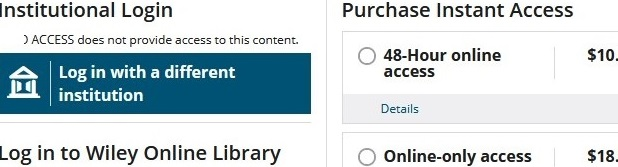 Institutional Login
ACCESS does not provide access to this content.
Log in with a different
institution
Log in to Wiley Online Library
Purchase Instant Access
48-Hour online
access
$10.
Details
Online-only access
$18.